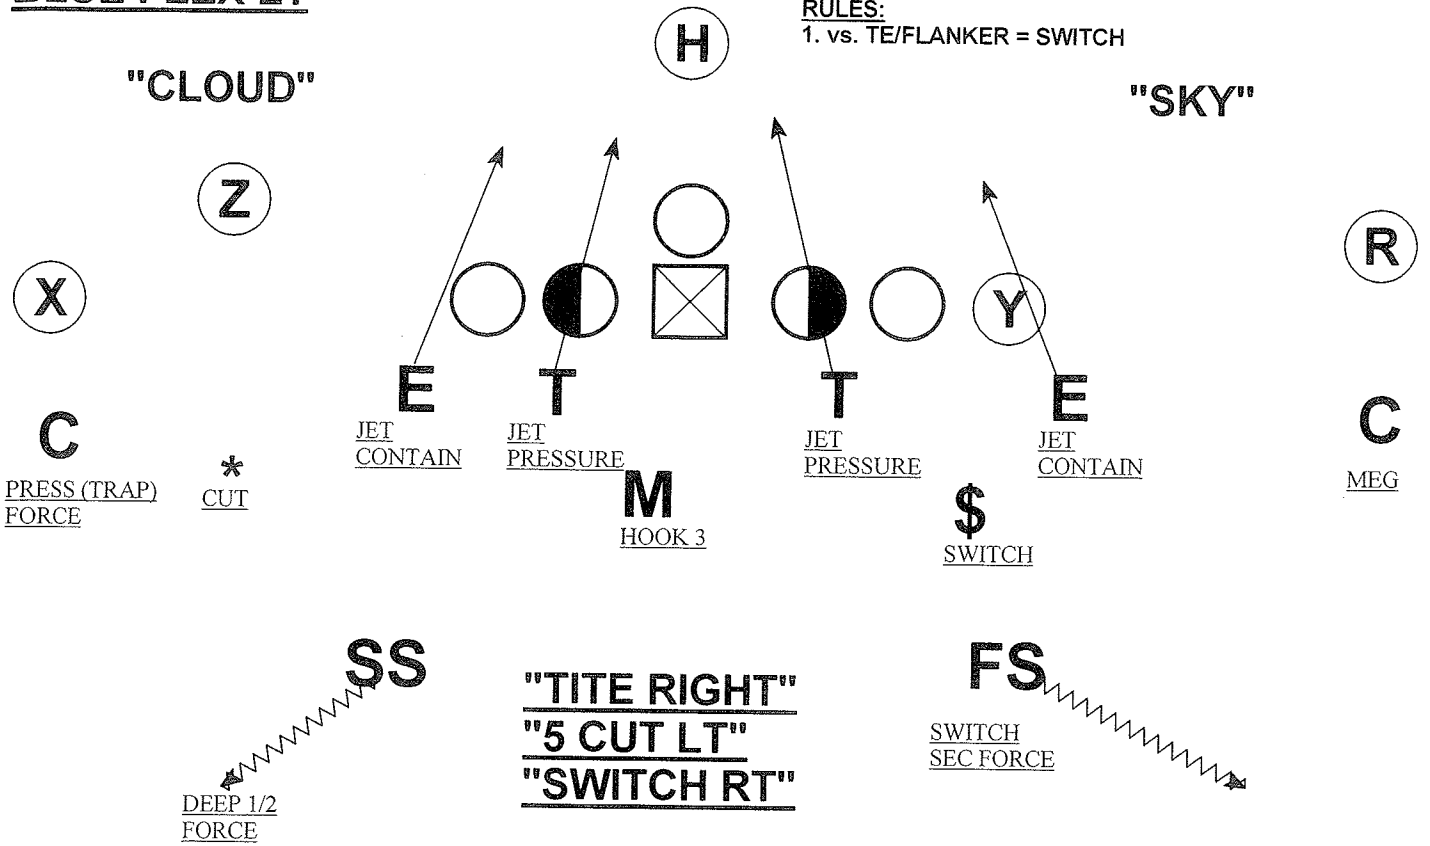 RULES:
1. vs. TE/FLANKER = SWITCH
H
"CLOUD"
"SKY"
Z
R
X
Y
E
T
T
E
C
C
JET
CONTAIN
JET
PRESSURE
JET
PRESSURE
JET
CONTAIN
MEG
PRESS (TRAP)
FORCE
*
CUT
M
HOOK 3
$
SWITCH
SS
FS
"TITE RIGHT"
"5 CUT LT"
"SWITCH RT"
SWITCH
SEC FORCE
DEEP 1/2
FORCE